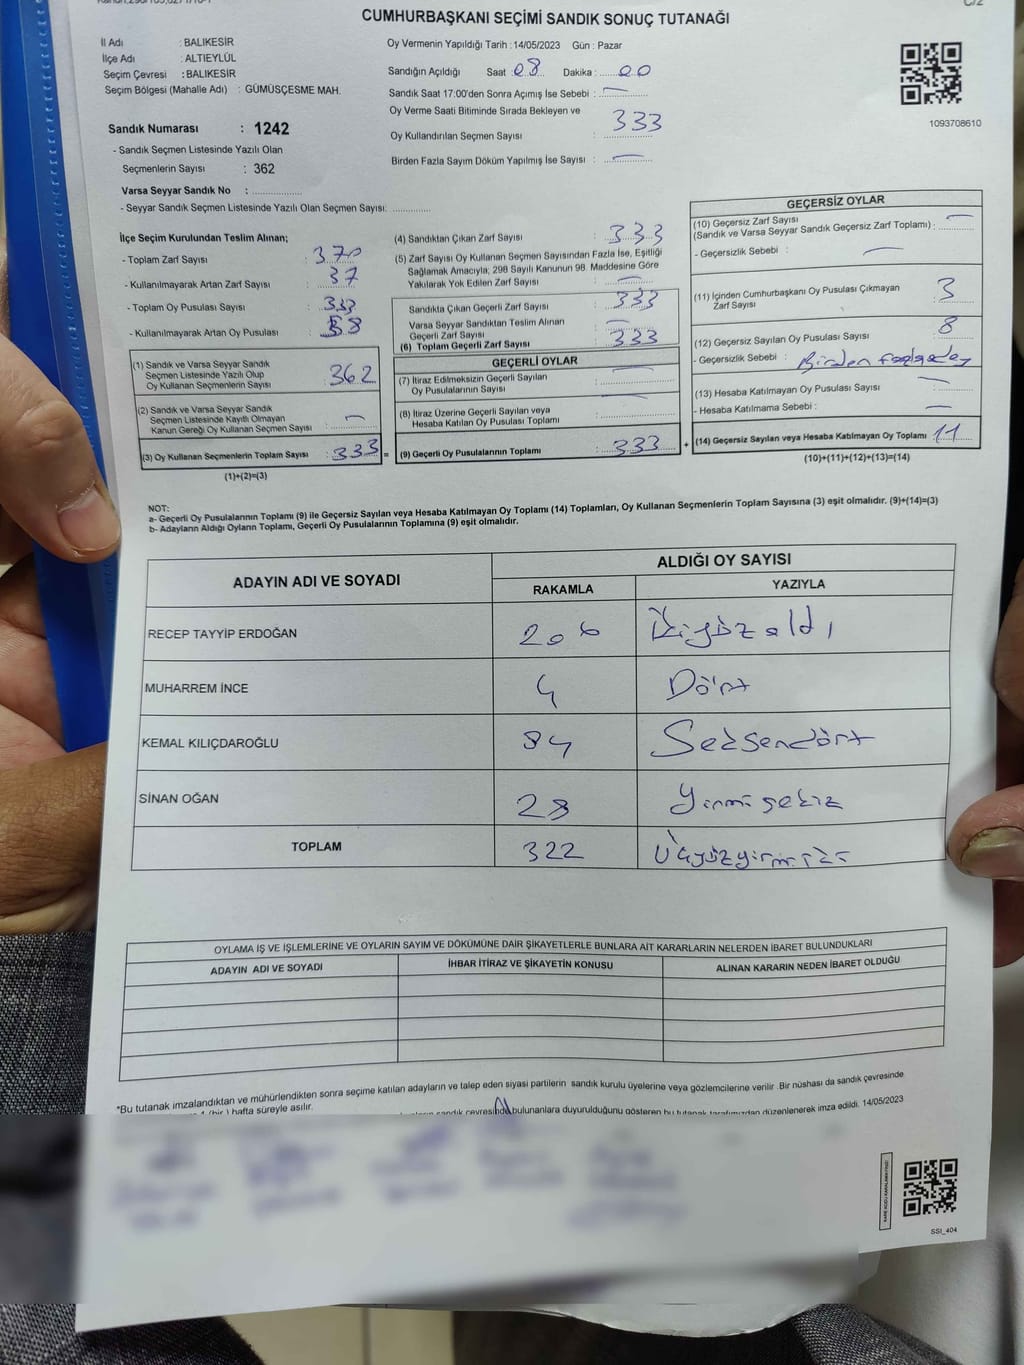 CUMHURBAŞKANI SEÇİMİ SANDIK SONUÇ TUTANAĞI
C/2
İl Adı : BALIKESİR
İlçe Adı : ALTIEYLÜL
Seçim Çevresi : BALIKESİR
Seçim Bölgesi (Mahalle Adı) : GÜMÜŞÇEŞME MAH.
Sandık Numarası : 1242
- Sandık Seçmen Listesinde Yazılı Olan
Seçmenlerin Sayısı : 362
Varsa Seyyar Sandık No : ..............
- Seyyar Sandık Seçmen Listesinde Yazılı Olan Seçmen Sayısı: ..............
Oy Vermenin Yapıldığı Tarih : 14/05/2023 Gün : Pazar
Sandığın Açıldığı Saat 08 Dakika : 00
Sandık Saat 17:00'den Sonra Açımış İse Sebebi : —
Oy Verme Saati Bitiminde Sırada Bekleyen ve
Oy Kullandırılan Seçmen Sayısı : 333
Birden Fazla Sayım Döküm Yapılmış İse Sayısı : —
1093708610
İlçe Seçim Kurulundan Teslim Alınan;
- Toplam Zarf Sayısı : 370
- Kullanılmayarak Artan Zarf Sayısı : 37
- Toplam Oy Pusulası Sayısı : 333
- Kullanılmayarak Artan Oy Pusulası :
(1) Sandık ve Varsa Seyyar Sandık
Seçmen Listesinde Yazılı Olup
Oy Kullanan Seçmenlerin Sayısı : 362
(2) Sandık ve Varsa Seyyar Sandık
Seçmen Listesinde Kayıtlı Olmayan
Kanun Gereği Oy Kullanan Seçmen Sayısı : —
(3) Oy Kullanan Seçmenlerin Toplam Sayısı : 333 =
(1)+(2)=(3)
(4) Sandıktan Çıkan Zarf Sayısı : 333
(5) Zarf Sayısı Oy Kullanan Seçmen Sayısından Fazla İse, Eşitliği
Sağlamak Amacıyla; 298 Sayılı Kanunun 98. Maddesine Göre
Yakılarak Yok Edilen Zarf Sayısı : —
Sandıkta Çıkan Geçerli Zarf Sayısı : 333
Varsa Seyyar Sandıktan Teslim Alınan
Geçerli Zarf Sayısı : —
(6) Toplam Geçerli Zarf Sayısı : 333
GEÇERLİ OYLAR
(7) İtiraz Edilmeksizin Geçerli Sayılan
Oy Pusulalarının Sayısı : —
(8) İtiraz Üzerine Geçerli Sayılan veya
Hesaba Katılan Oy Pusulası Toplamı : —
(9) Geçerli Oy Pusulalarının Toplamı : 333 +
GEÇERSİZ OYLAR
(10) Geçersiz Zarf Sayısı
(Sandık ve Varsa Seyyar Sandık Geçersiz Zarf Toplamı) : —
- Geçersizlik Sebebi : —
(11) İçinden Cumhurbaşkanı Oy Pusulası Çıkmayan
Zarf Sayısı : 3
(12) Geçersiz Sayılan Oy Pusulası Sayısı : 8
- Geçersizlik Sebebi : Birden fazla oy
(13) Hesaba Katılmayan Oy Pusulası Sayısı : —
- Hesaba Katılmama Sebebi : —
(14) Geçersiz Sayılan veya Hesaba Katılmayan Oy Toplamı 11
(10)+(11)+(12)+(13)=(14)
NOT:
a- Geçerli Oy Pusulalarının Toplamı (9) ile Geçersiz Sayılan veya Hesaba Katılmayan Oy Toplamı (14) Toplamları, Oy Kullanan Seçmenlerin Toplam Sayısına (3) eşit olmalıdır. (9)+(14)=(3)
b- Adayların Aldığı Oyların Toplamı, Geçerli Oy Pusulalarının Toplamına (9) eşit olmalıdır.
ADAYIN ADI VE SOYADI
ALDIĞI OY SAYISI
RAKAMLA YAZIYLA
RECEP TAYYİP ERDOĞAN 206 İkiyüzaltı
MUHARREM İNCE 4 Dört
KEMAL KILIÇDAROĞLU 84 Seksendört
SİNAN OĞAN 28 Yirmisekiz
TOPLAM 322 Üçyüzyirmiiki
OYLAMA İŞ VE İŞLEMLERİNE VE OYLARIN SAYIM VE DÖKÜMÜNE DAİR ŞİKAYETLERLE BUNLARA AİT KARARLARIN NELERDEN İBARET BULUNDUKLARI
ADAYIN ADI VE SOYADI İHBAR İTİRAZ VE ŞİKAYETİN KONUSU ALINAN KARARIN NEDEN İBARET OLDUĞU
*Bu tutanak imzalandıktan ve mühürlendikten sonra seçime katılan adayların ve talep eden siyasi partilerin sandık kurulu üyelerine veya gözlemcilerine verilir. Bir nüshası da sandık çevresinde
1 (bir) hafta süreyle asılır.
sandık çevresinde bulunanlara duyurulduğunu gösteren bu tutanak tarafımızdan düzenlenerek imza edildi. 14/05/2023
SSI_404